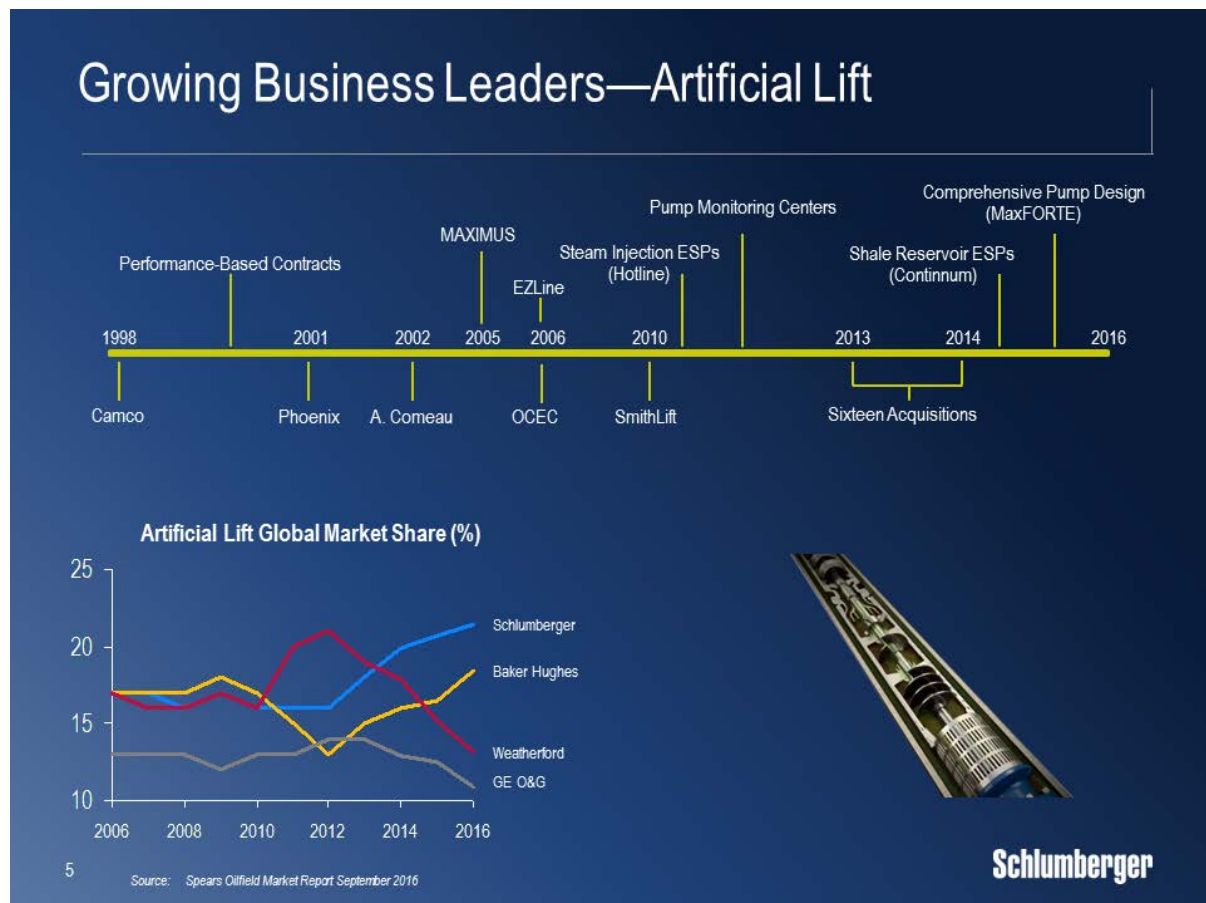 Growing Business Leaders—Artificial Lift
Comprehensive Pump Design
(MaxFORTE)
Pump Monitoring Centers
MAXIMUS
Steam Injection ESPs
(Hotline)
Shale Reservoir ESPs
(Continnum)
Performance-Based Contracts
EZLine
1998 2001 2002 2005 2006 2010 2013 2014 2016
Camco Phoenix A. Comeau OCEC SmithLift Sixteen Acquisitions
Artificial Lift Global Market Share (%)
25
20
15
10
Schlumberger
Baker Hughes
Weatherford
GE O&G
2006 2008 2010 2012 2014 2016
5
Source: Spears Oilfield Market Report September 2016
Schlumberger